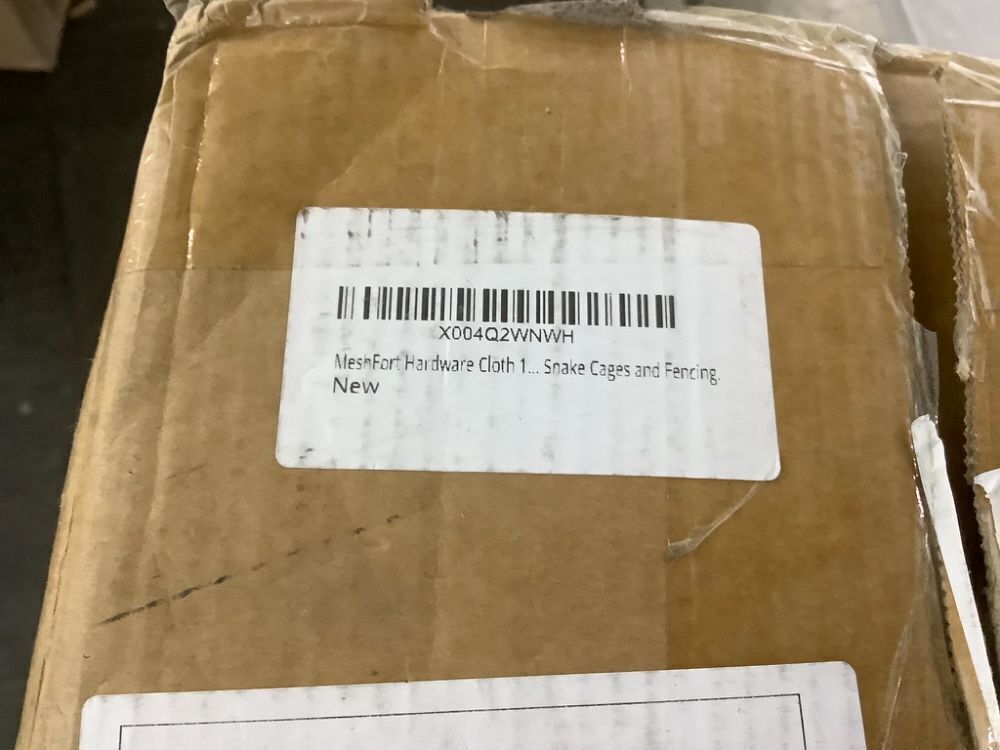 X004Q2WNWH
MeshFort Hardware Cloth 1... Snake Cages and Fencing.
New